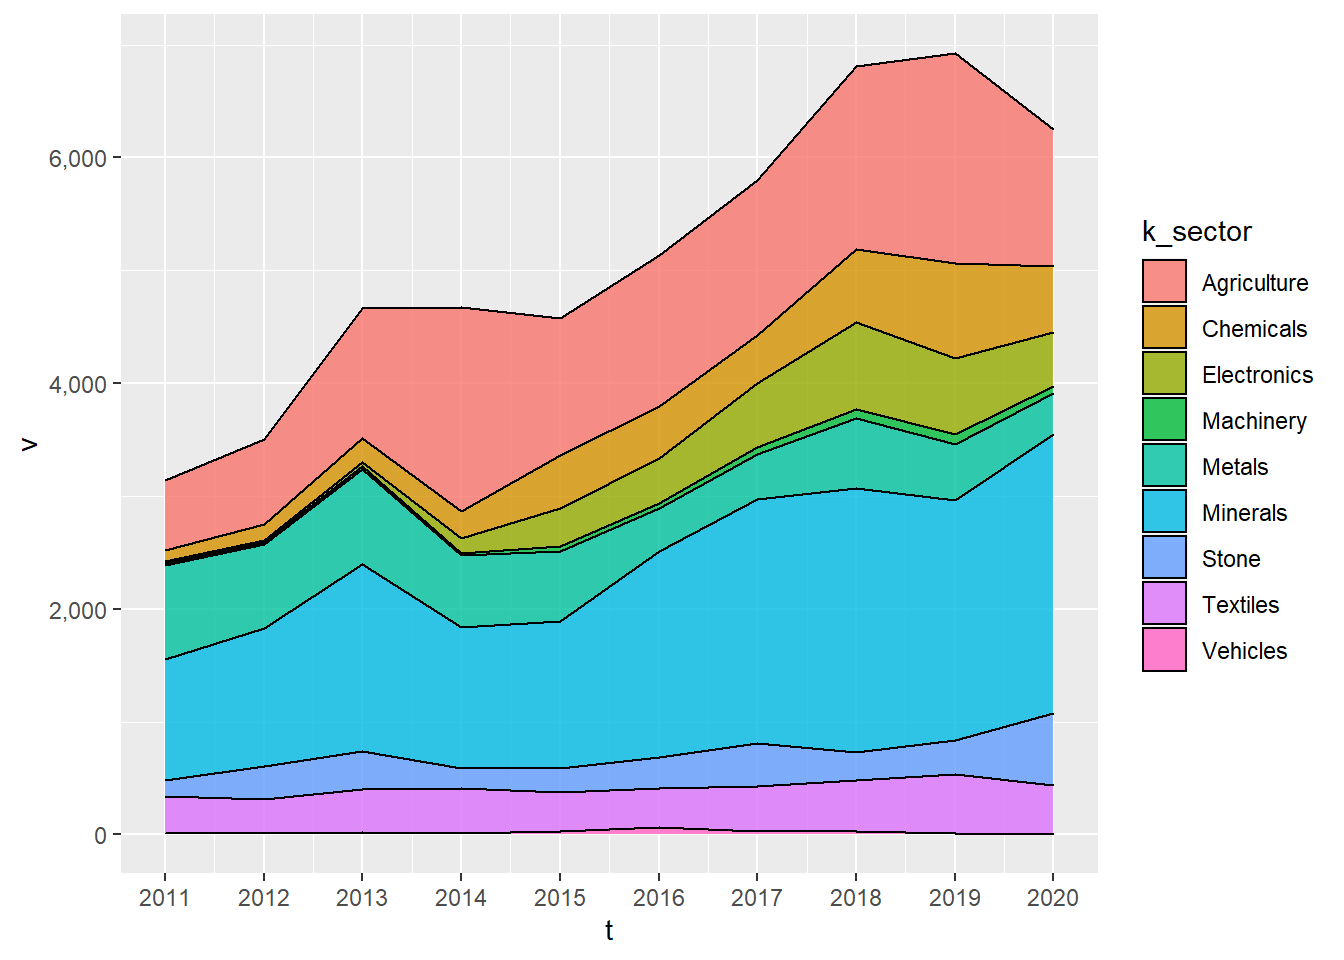 6,000
4,000
2,000
0
v
2011 2012 2013 2014 2015 2016 2017 2018 2019 2020
t
k_sector
Agriculture
Chemicals
Electronics
Machinery
Metals
Minerals
Stone
Textiles
Vehicles